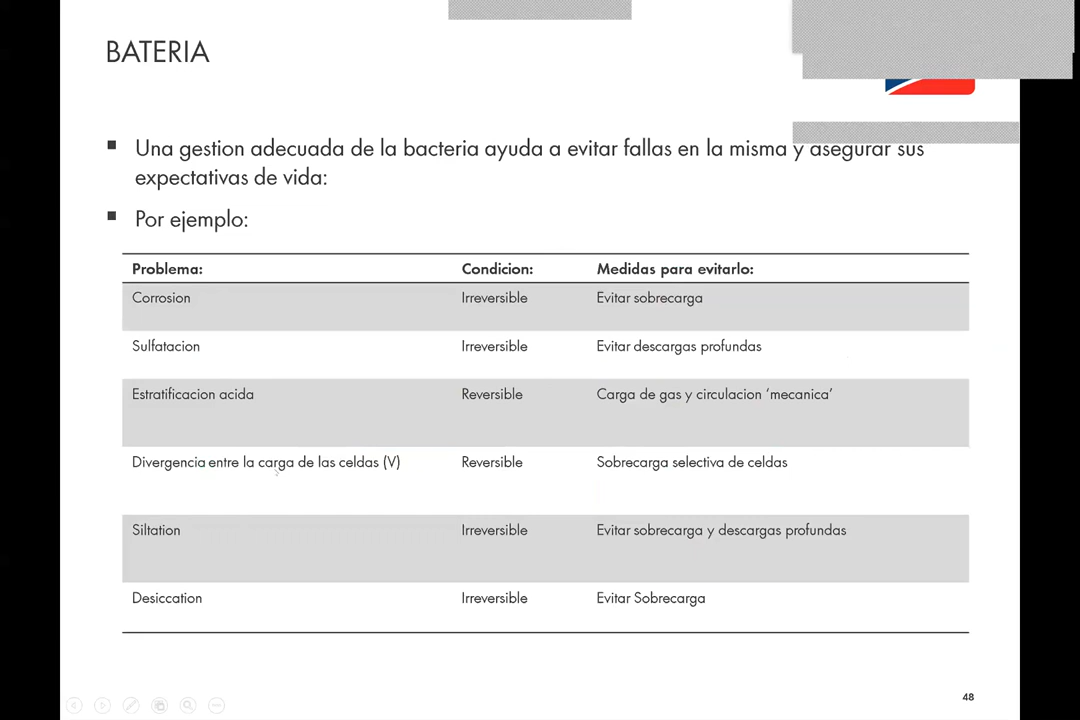 BATERIA
Una gestion adecuada de la bacteria ayuda a evitar fallas en la misma y asegurar sus
expectativas de vida:
Por ejemplo:
Problema: Condicion: Medidas para evitarlo:
Corrosion Irreversible Evitar sobrecarga
Sulfatacion Irreversible Evitar descargas profundas
Estratificacion acida Reversible Carga de gas y circulacion ‘mecanica’
Divergencia entre la carga de las celdas (V) Reversible Sobrecarga selectiva de celdas
Siltation Irreversible Evitar sobrecarga y descargas profundas
Desiccation Irreversible Evitar Sobrecarga
48